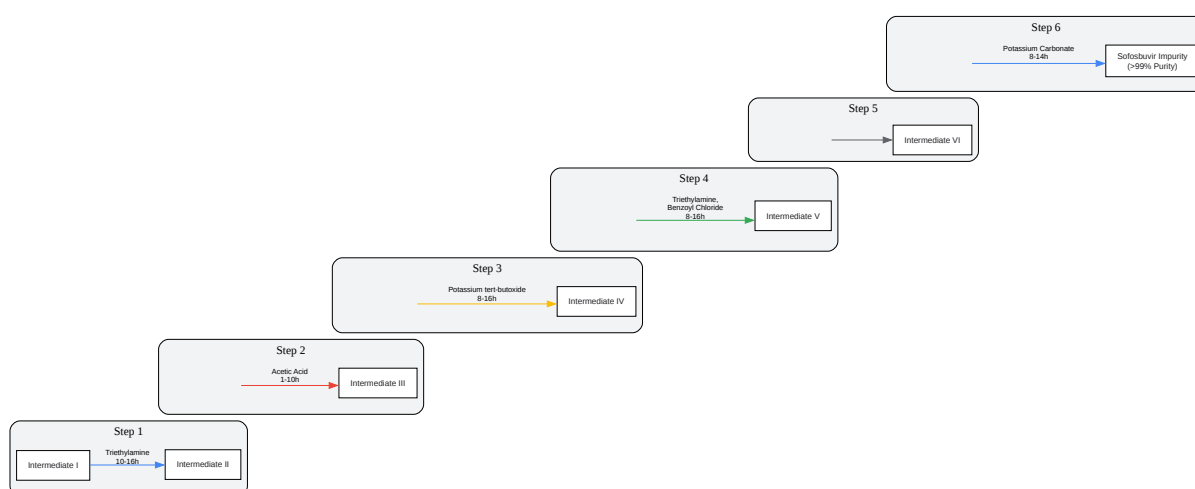 Step 6
Potassium Carbonate
8-14h
Sofosbuvir Impurity
(>99% Purity)
Step 5
Intermediate VI
Step 4
Triethylamine,
Benzoyl Chloride
8-16h
Intermediate V
Step 3
Potassium tert-butoxide
8-16h
Intermediate IV
Step 2
Acetic Acid
1-10h
Intermediate III
Step 1
Intermediate I
Triethylamine
10-16h
Intermediate II